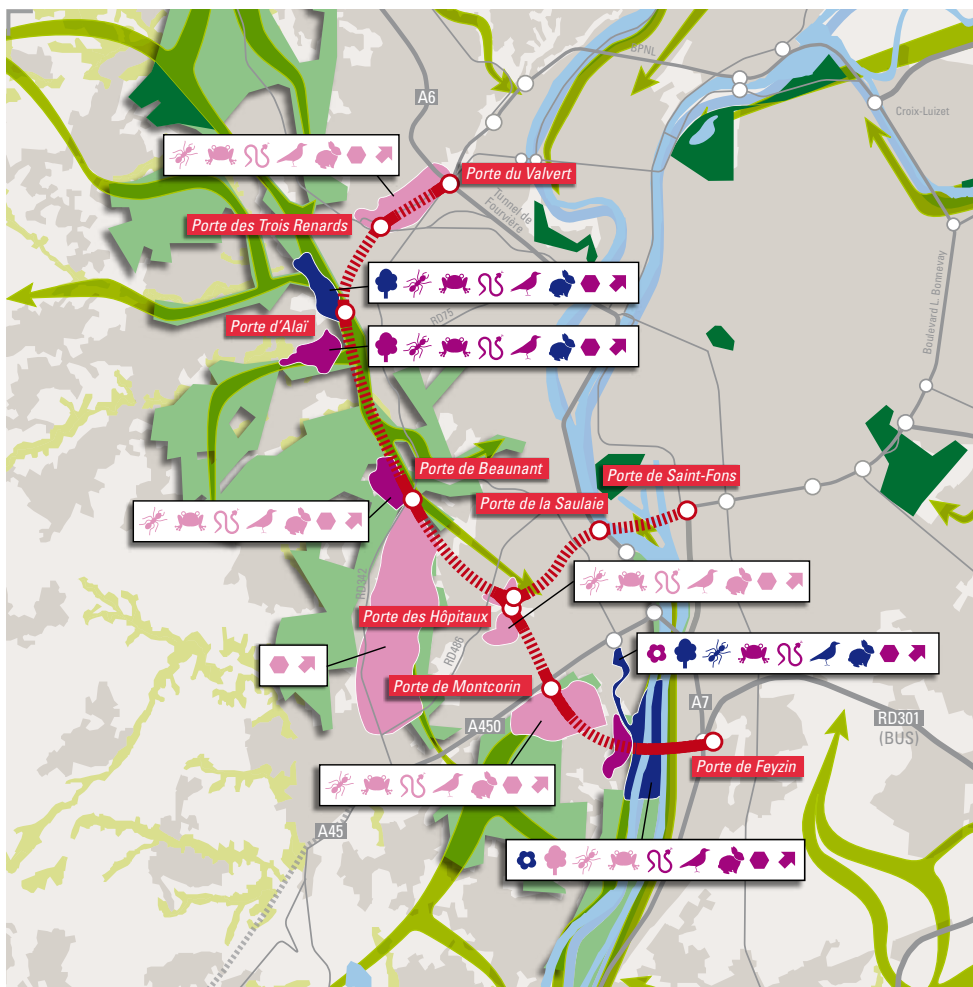 BPNL
A6
Croix-Luizet
Porte du Valvert
Tunnel de
Fourvière
Porte des Trois Renards
Boulevard L. Bonnevay
RD75
Porte d'Alaï
Porte de Beaunant
Porte de Saint-Fons
Porte de la Saulaie
RD342
Porte des Hôpitaux
RD486
Porte de Montcorin
A7
A450
RD301
(BUS)
Porte de Feyzin
A45